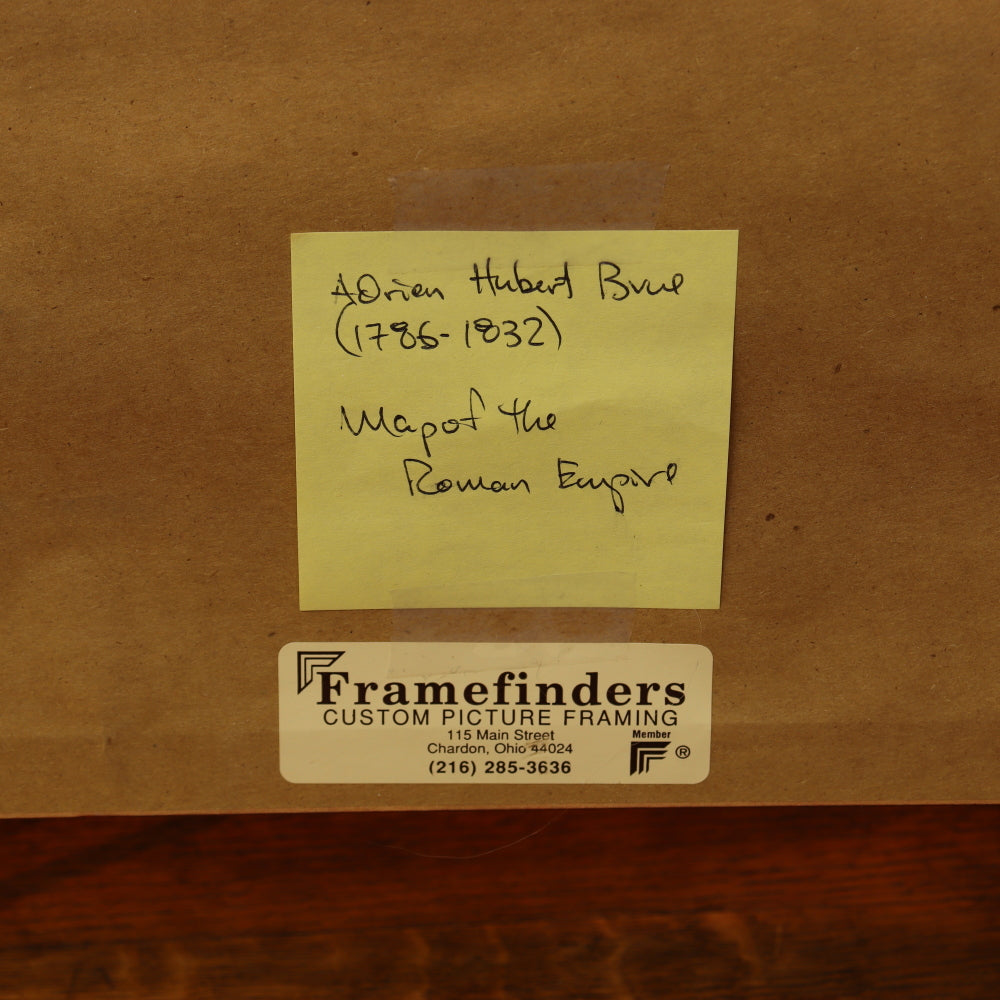 Adrien Hubert Brue
(1786-1832)
Map of the
Roman Empire
Framefinders
CUSTOM PICTURE FRAMING
115 Main Street
Chardon, Ohio 44024
(216) 285-3636
Member
®